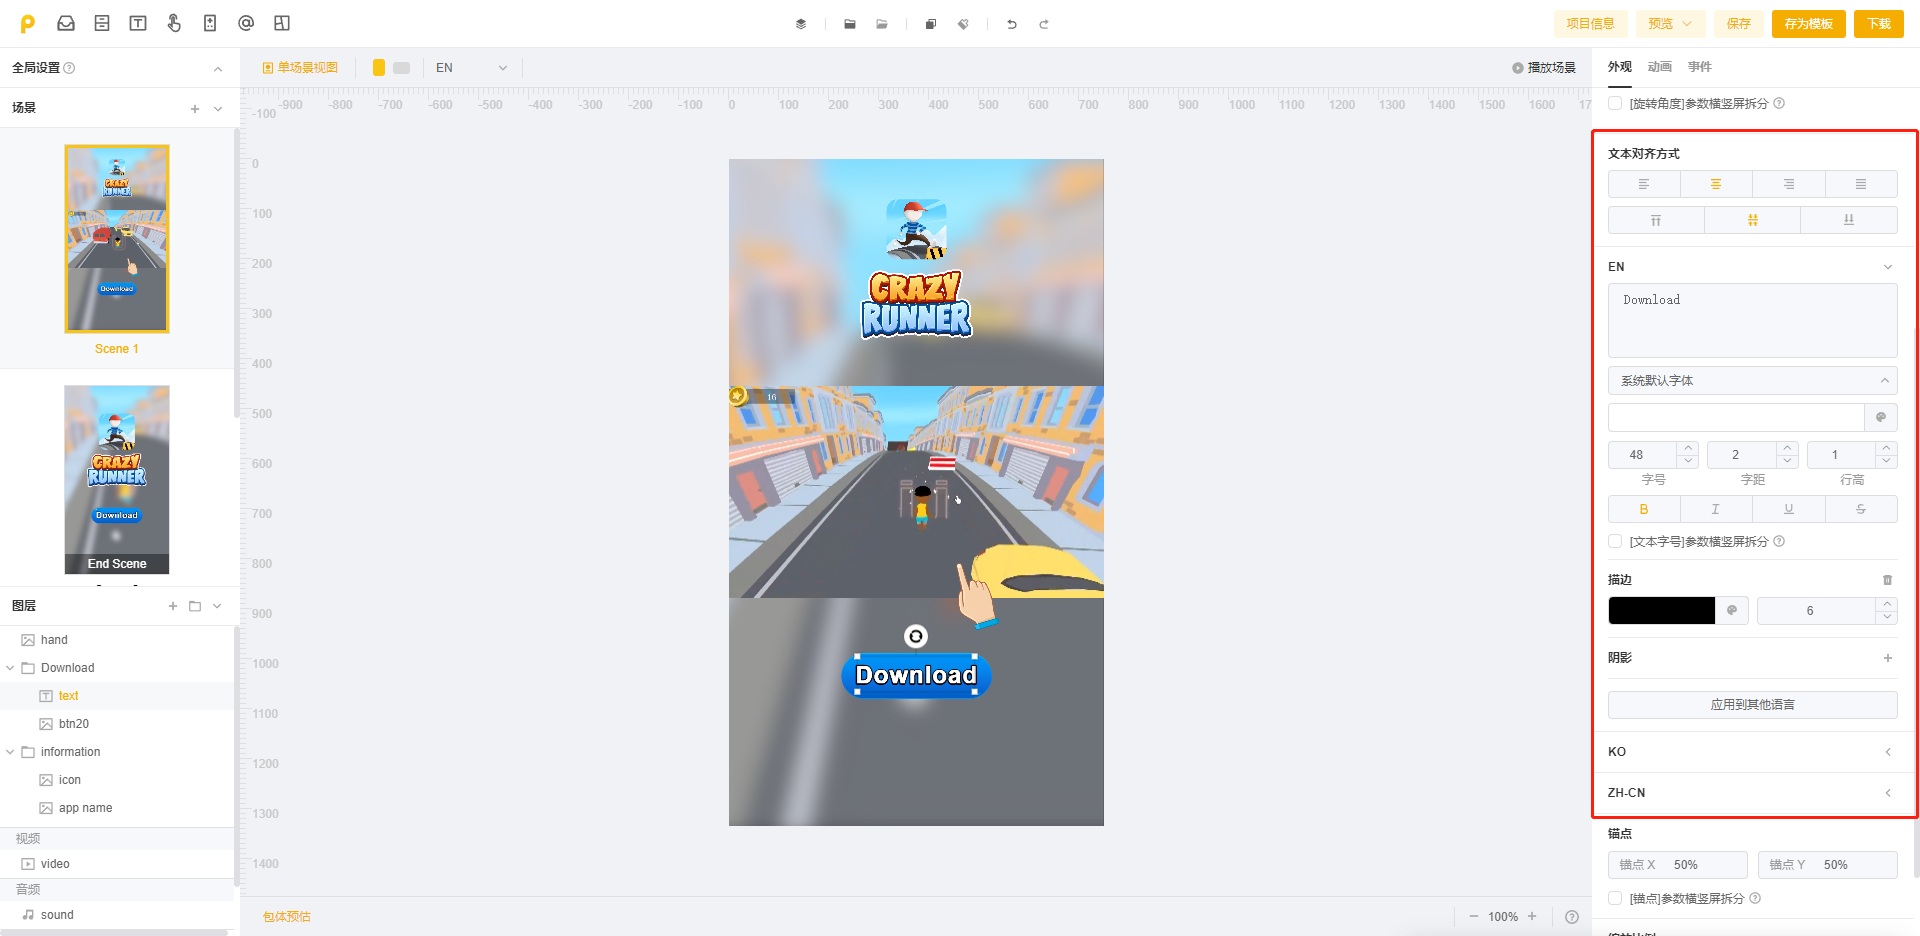 项目信息 预览 保存 存为模板 下载
全局设置
单场景视图 EN 播放场景
外观 动画 事件
场景
-900 -800 -700 -600 -500 -400 -300 -200 -100 0 100 200 300 400 500 600 700 800 900 1000 1100 1200 1300 1400 1500 1600 17
-100
0
100
200
300
400
500
600
700
800
900
1000
1100
1200
1300
1400
CRAZY
RUNNER
Download
Scene 1
CRAZY
RUNNER
Download
End Scene
图层
hand
Download
text
btn20
information
icon
app name
视频
video
音频
sound
CRAZY
RUNNER
16
Download
包体预估
100%
[旋转角度]参数横竖屏拆分
文本对齐方式
EN
Download
系统默认字体
48 2 1
字号 字距 行高
B I U S
[文本字号]参数横竖屏拆分
描边
6
阴影
应用到其他语言
KO
ZH-CN
锚点
锚点 X 50% 锚点 Y 50%
[锚点]参数横竖屏拆分